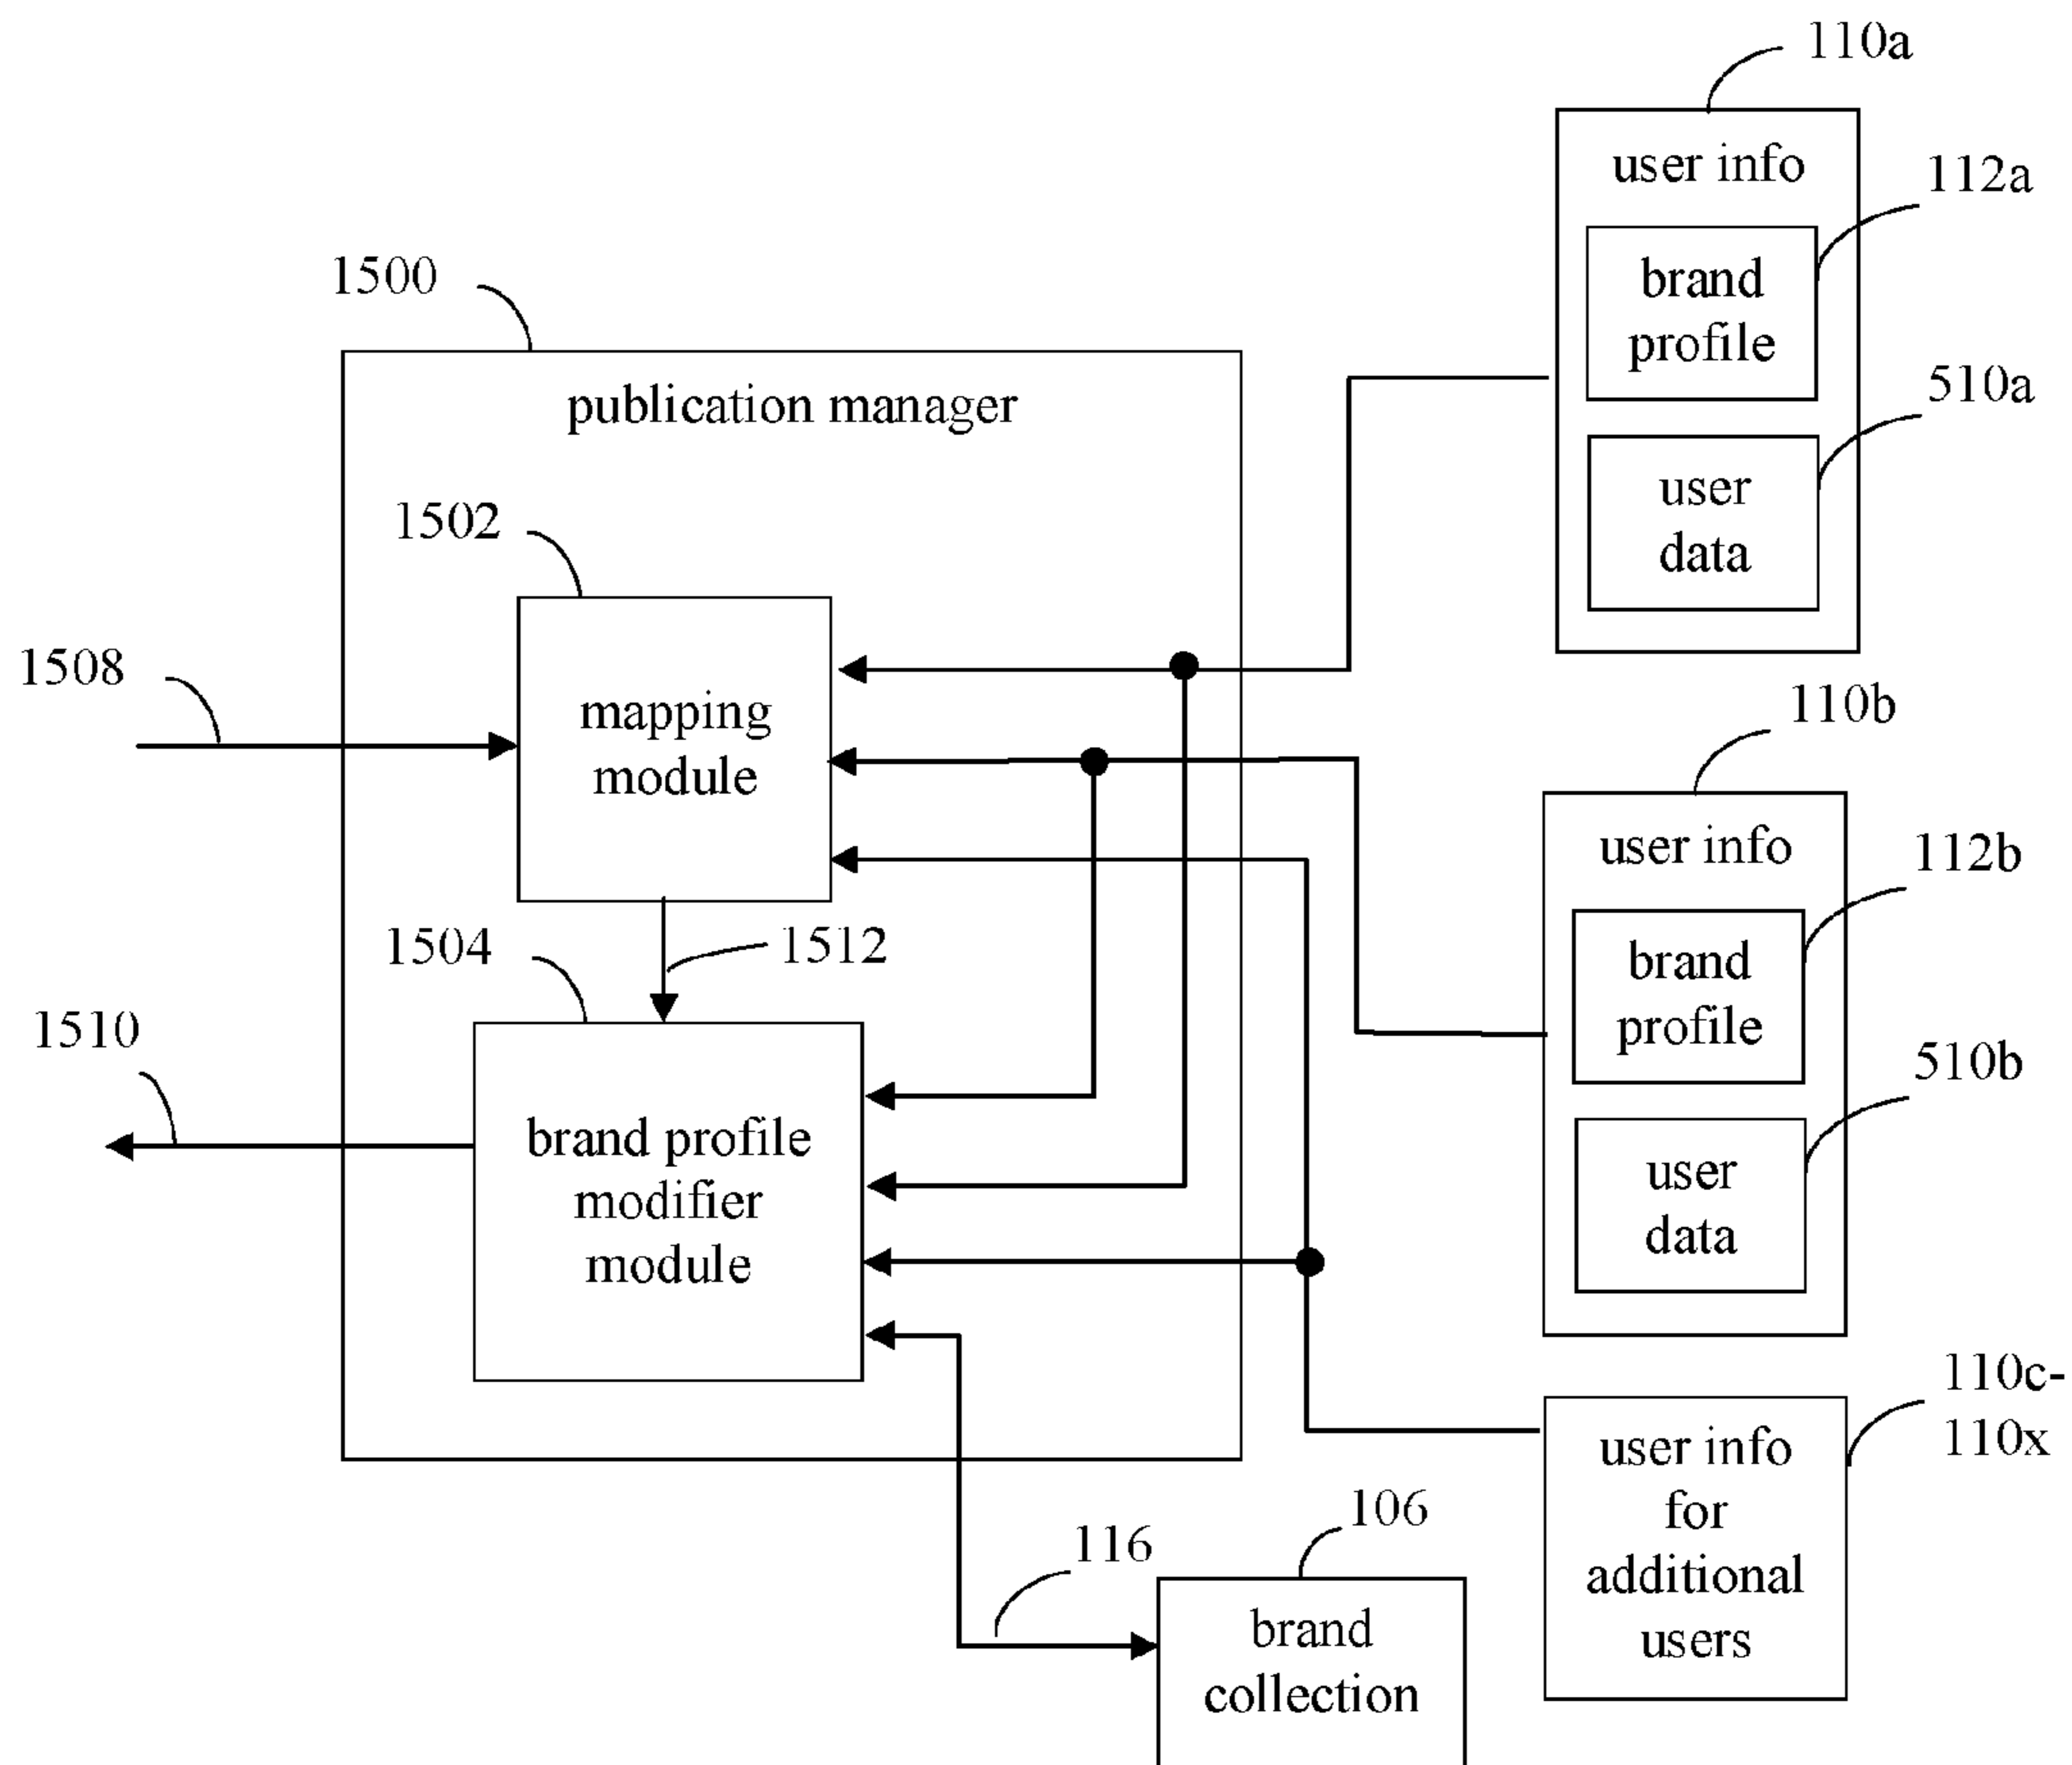 110a
user info
112a
brand
profile
510a
user
data
1500
publication manager
1502
1508
mapping
module
110b
user info
112b
brand
profile
510b
user
data
1504
1512
1510
brand profile
modifier
module
110c-
110x
user info
for
additional
users
106
116
brand
collection